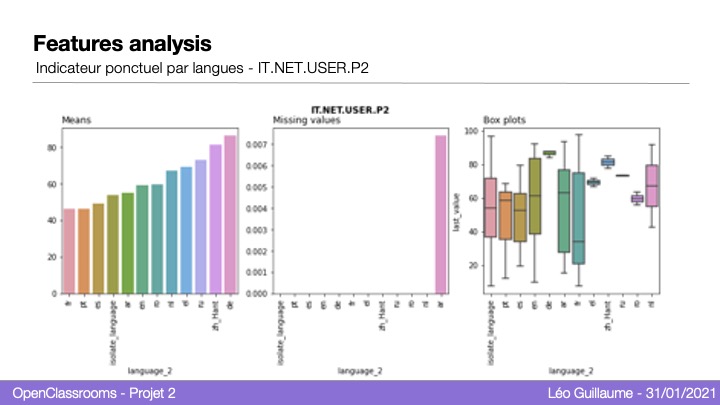 Features analysis
Indicateur ponctuel par langues - IT.NET.USER.P2
IT.NET.USER.P2
Means
80
60
40
20
0
fr
pt
es
isolate_language
ar
en
ro
nl
el
ru
zh_Hant
de
language_2
Missing values
0.007
0.006
0.005
0.004
0.003
0.002
0.001
0.000
isolate_language
pt
es
en
de
fr
el
zh_Hant
ru
ro
nl
ar
language_2
Box plots
100
80
60
40
20
last_value
isolate_language
pt
es
en
de
ar
fr
el
zh_Hant
ru
ro
nl
language_2
OpenClassrooms - Projet 2
Léo Guillaume - 31/01/2021